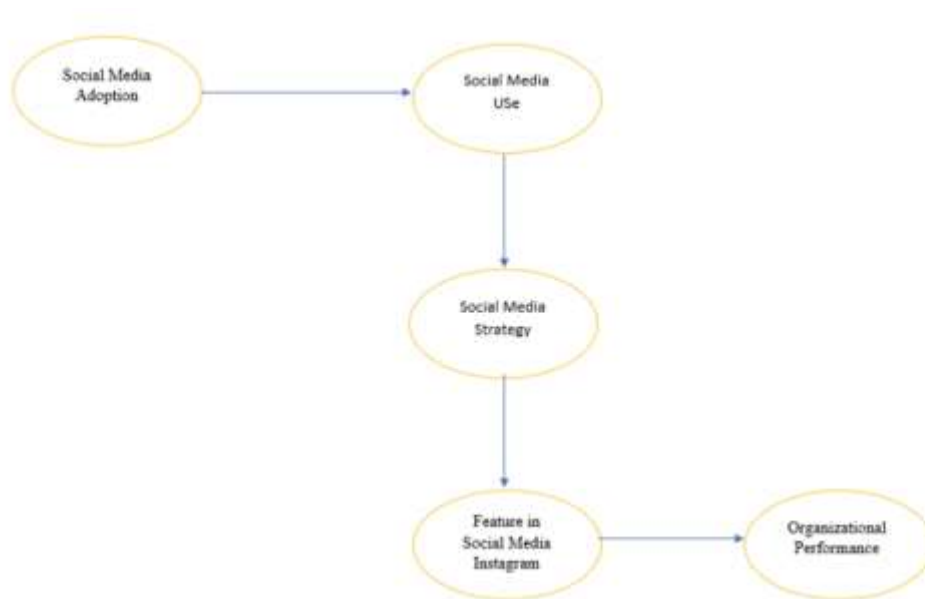 Social Media
Adoption
Social Media
USe
Social Media
Strategy
Feature in
Social Media
Instagram
Organizational
Performance